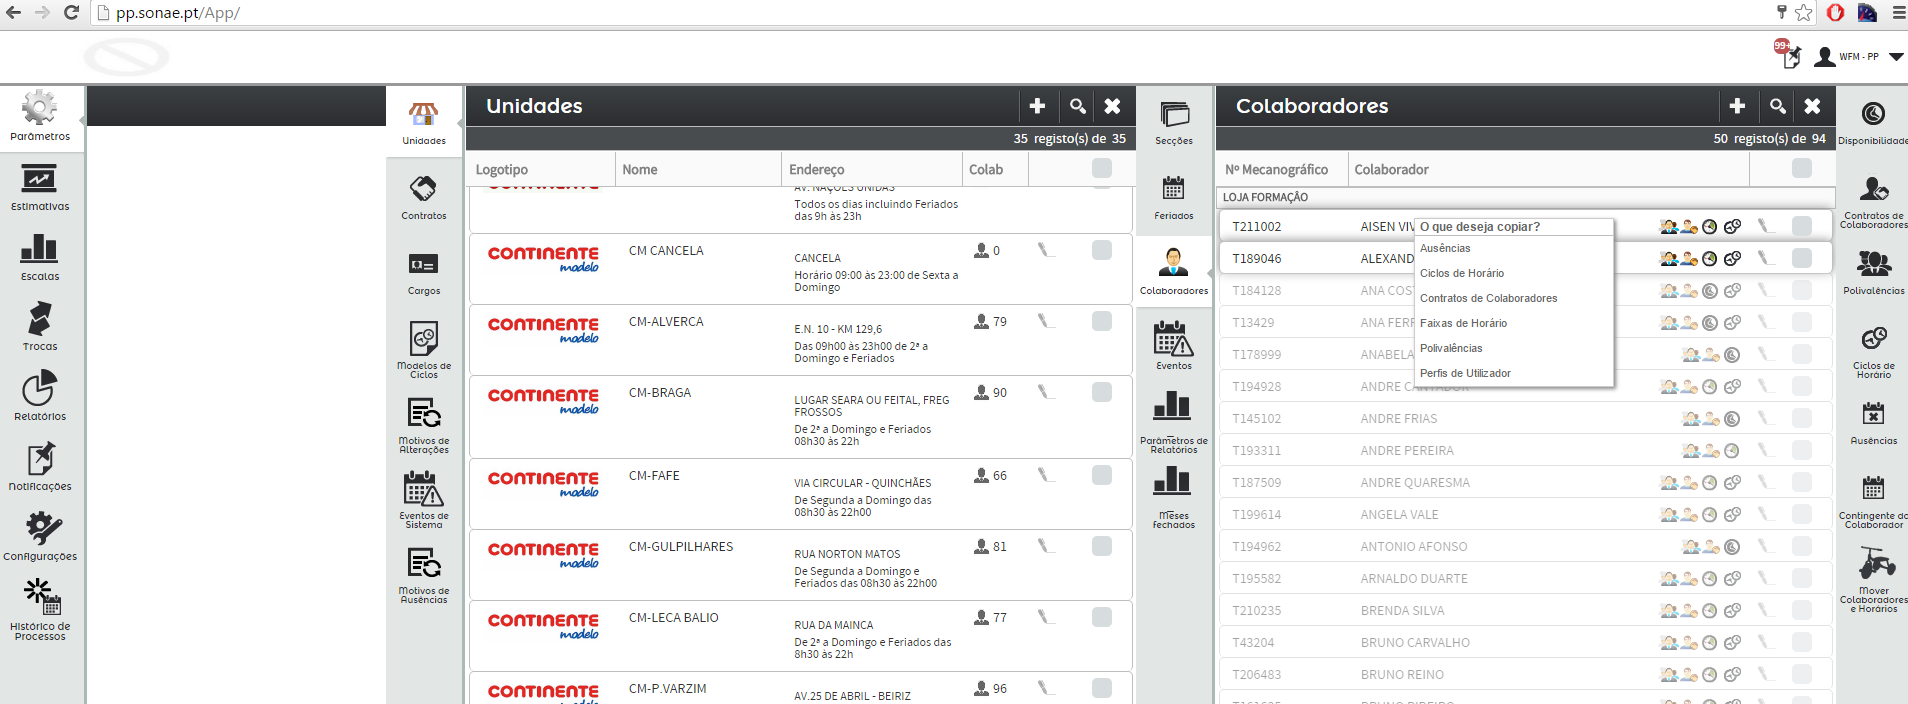 pp.sonae.pt/App/
99+
WFM - PP
Parâmetros
Estimativas
Escalas
Trocas
Relatórios
Notificações
Configurações
Histórico de
Processos
Unidades
Contratos
Cargos
Modelos de
Ciclos
Motivos de
Alterações
Eventos de
Sistema
Motivos de
Ausências
Unidades
35 registo(s) de 35
Logotipo Nome Endereço Colab
AV. NAÇÕES UNIDAS
Todos os dias incluindo Feriados
das 9h às 23h
CONTINENTE
modelo
CM CANCELA
CANCELA
Horário 09:00 às 23:00 de Sexta a
Domingo
0
CONTINENTE
modelo
CM-ALVERCA
E.N. 10 - KM 129,6
Das 09h00 às 23h00 de 2ª a
Domingo e Feriados
79
CONTINENTE
modelo
CM-BRAGA
LUGAR SEARA OU FEITAL, FREG
FROSSOS
De 2ª a Domingo e Feriados
08h30 às 22h
90
CONTINENTE
modelo
CM-FAFE
VIA CIRCULAR - QUINCHÃES
De Segunda a Domingo das
08h30 às 22h00
66
CONTINENTE
modelo
CM-GULPILHARES
RUA NORTON MATOS
De Segunda a Domingo e
Feriados das 08h30 às 22h00
81
CONTINENTE
modelo
CM-LECA BALIO
RUA DA MAINCA
De 2ª a Domingo e Feriados das
8h30 às 22h
77
CONTINENTE
modelo
CM-P.VARZIM
AV.25 DE ABRIL - BEIRIZ
96
Secções
Feriados
Colaboradores
Eventos
Parâmetros de
Relatórios
Meses
fechados
Colaboradores
50 registo(s) de 94
Nº Mecanográfico Colaborador
LOJA FORMAÇÃO
T211002 AISEN VIV
T189046 ALEXAND
T184128 ANA COS
T13429 ANA FERR
T178999 ANABELA
T194928 ANDRE CANTADOR
T145102 ANDRE FRIAS
T193311 ANDRE PEREIRA
T187509 ANDRE QUARESMA
T199614 ANGELA VALE
T194962 ANTONIO AFONSO
T195582 ARNALDO DUARTE
T210235 BRENDA SILVA
T43204 BRUNO CARVALHO
T206483 BRUNO REINO
O que deseja copiar?
Ausências
Ciclos de Horário
Contratos de Colaboradores
Faixas de Horário
Polivalências
Perfis de Utilizador
Disponibilidade
Contratos de
Colaboradores
Polivalências
Ciclos de
Horário
Ausências
Contingente do
Colaborador
Mover
Colaboradores
e Horários